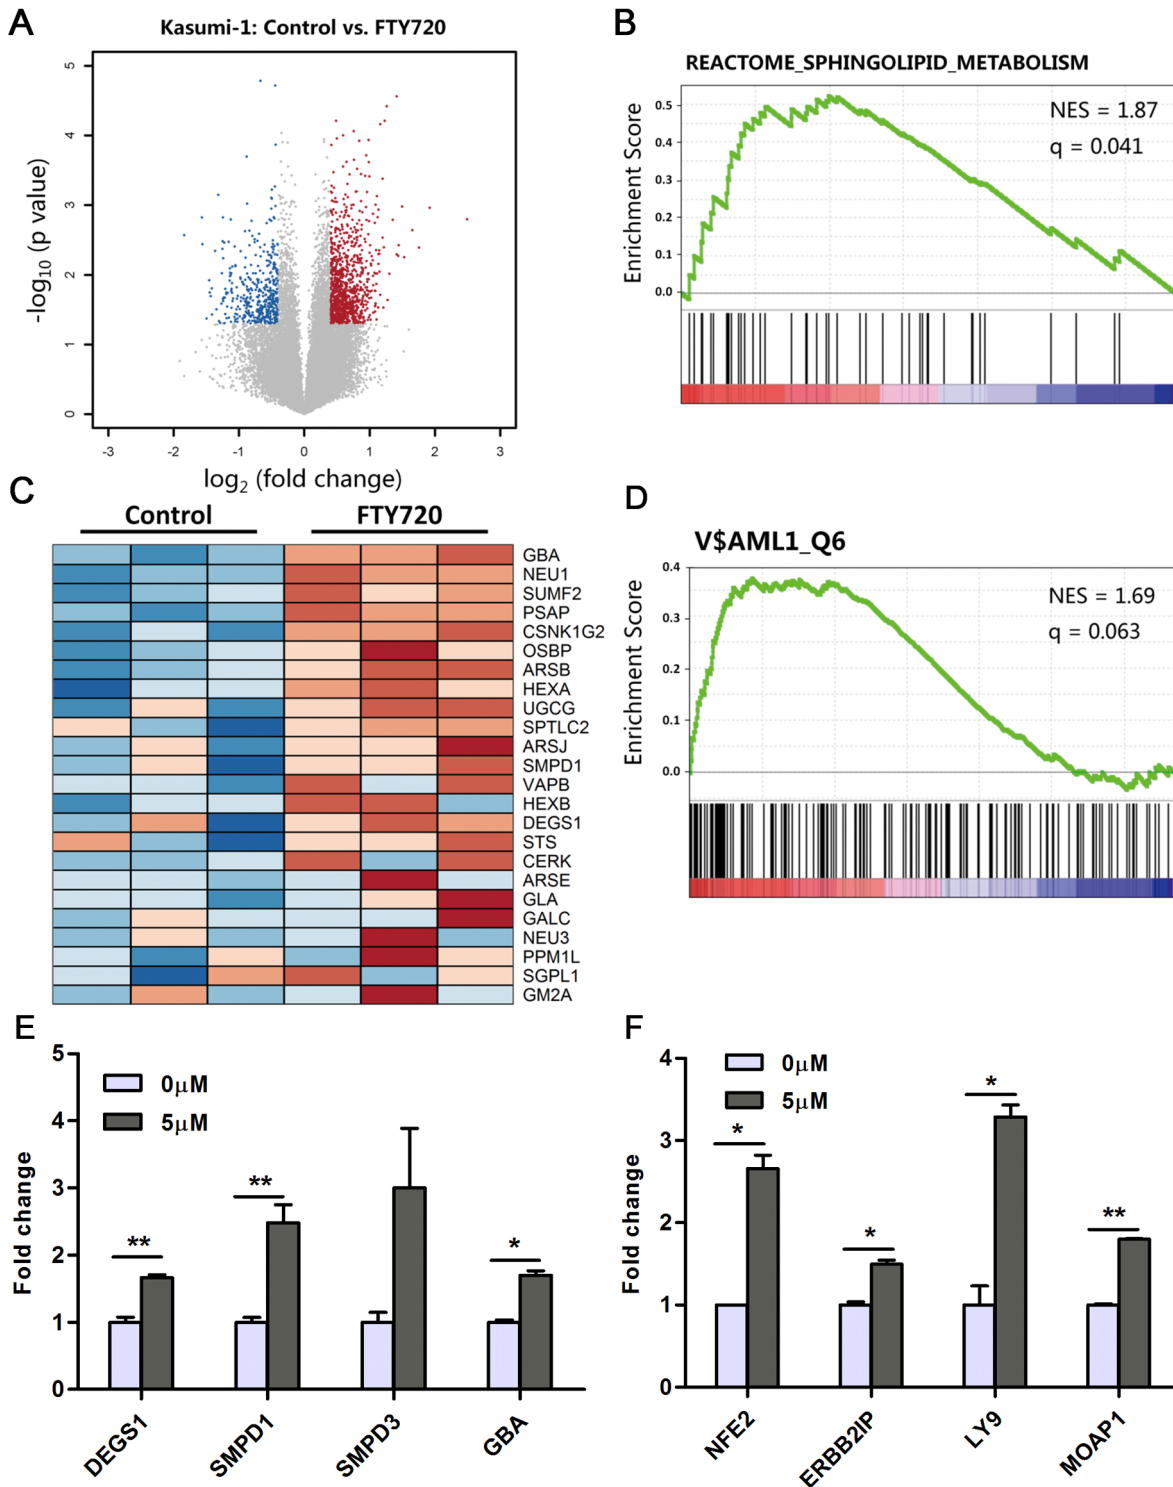 A
Kasumi-1: Control vs. FTY720
-log10 (p value)
5
4
3
2
1
0
-3 -2 -1 0 1 2 3
log2 (fold change)
B
REACTOME_SPHINGOLIPID_METABOLISM
Enrichment Score
0.5
0.4
0.3
0.2
0.1
0.0
NES = 1.87
q = 0.041
C
Control FTY720
GBA
NEU1
SUMF2
PSAP
CSNK1G2
OSBP
ARSB
HEXA
UGCG
SPTLC2
ARSJ
SMPD1
VAPB
HEXB
DEGS1
STS
CERK
ARSE
GLA
GALC
NEU3
PPM1L
SGPL1
GM2A
D
V$AML1_Q6
Enrichment Score
0.4
0.3
0.2
0.1
0.0
NES = 1.69
q = 0.063
E
Fold change
5
4
3
2
1
0
0μM
5μM
** ** *
DEGS1 SMPD1 SMPD3 GBA
F
Fold change
4
3
2
1
0
0μM
5μM
* * * **
NFE2 ERBB2IP LY9 MOAP1